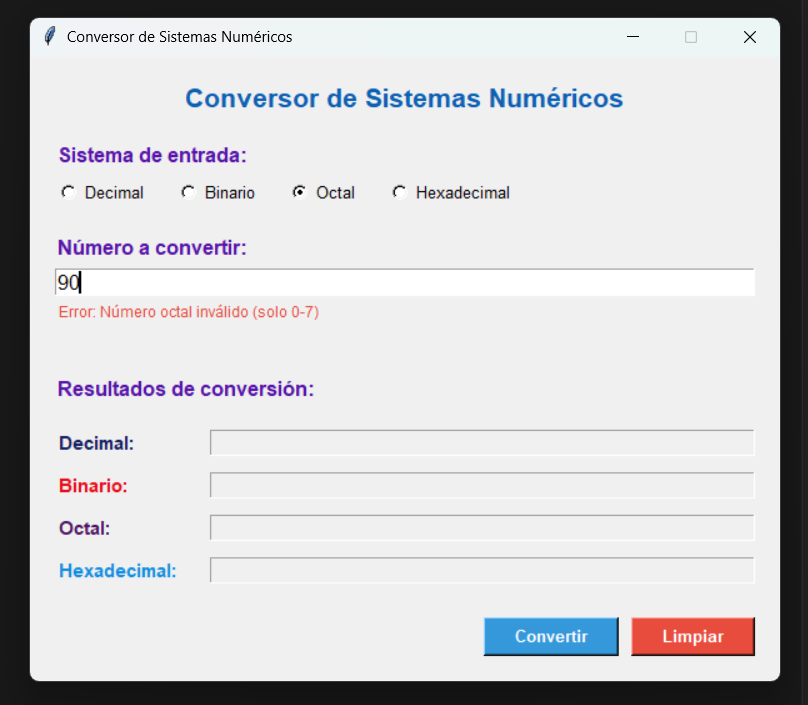 Conversor de Sistemas Numéricos
Conversor de Sistemas Numéricos
Sistema de entrada:
Decimal Binario Octal Hexadecimal
Número a convertir:
90
Error: Número octal inválido (solo 0-7)
Resultados de conversión:
Decimal:
Binario:
Octal:
Hexadecimal:
Convertir Limpiar